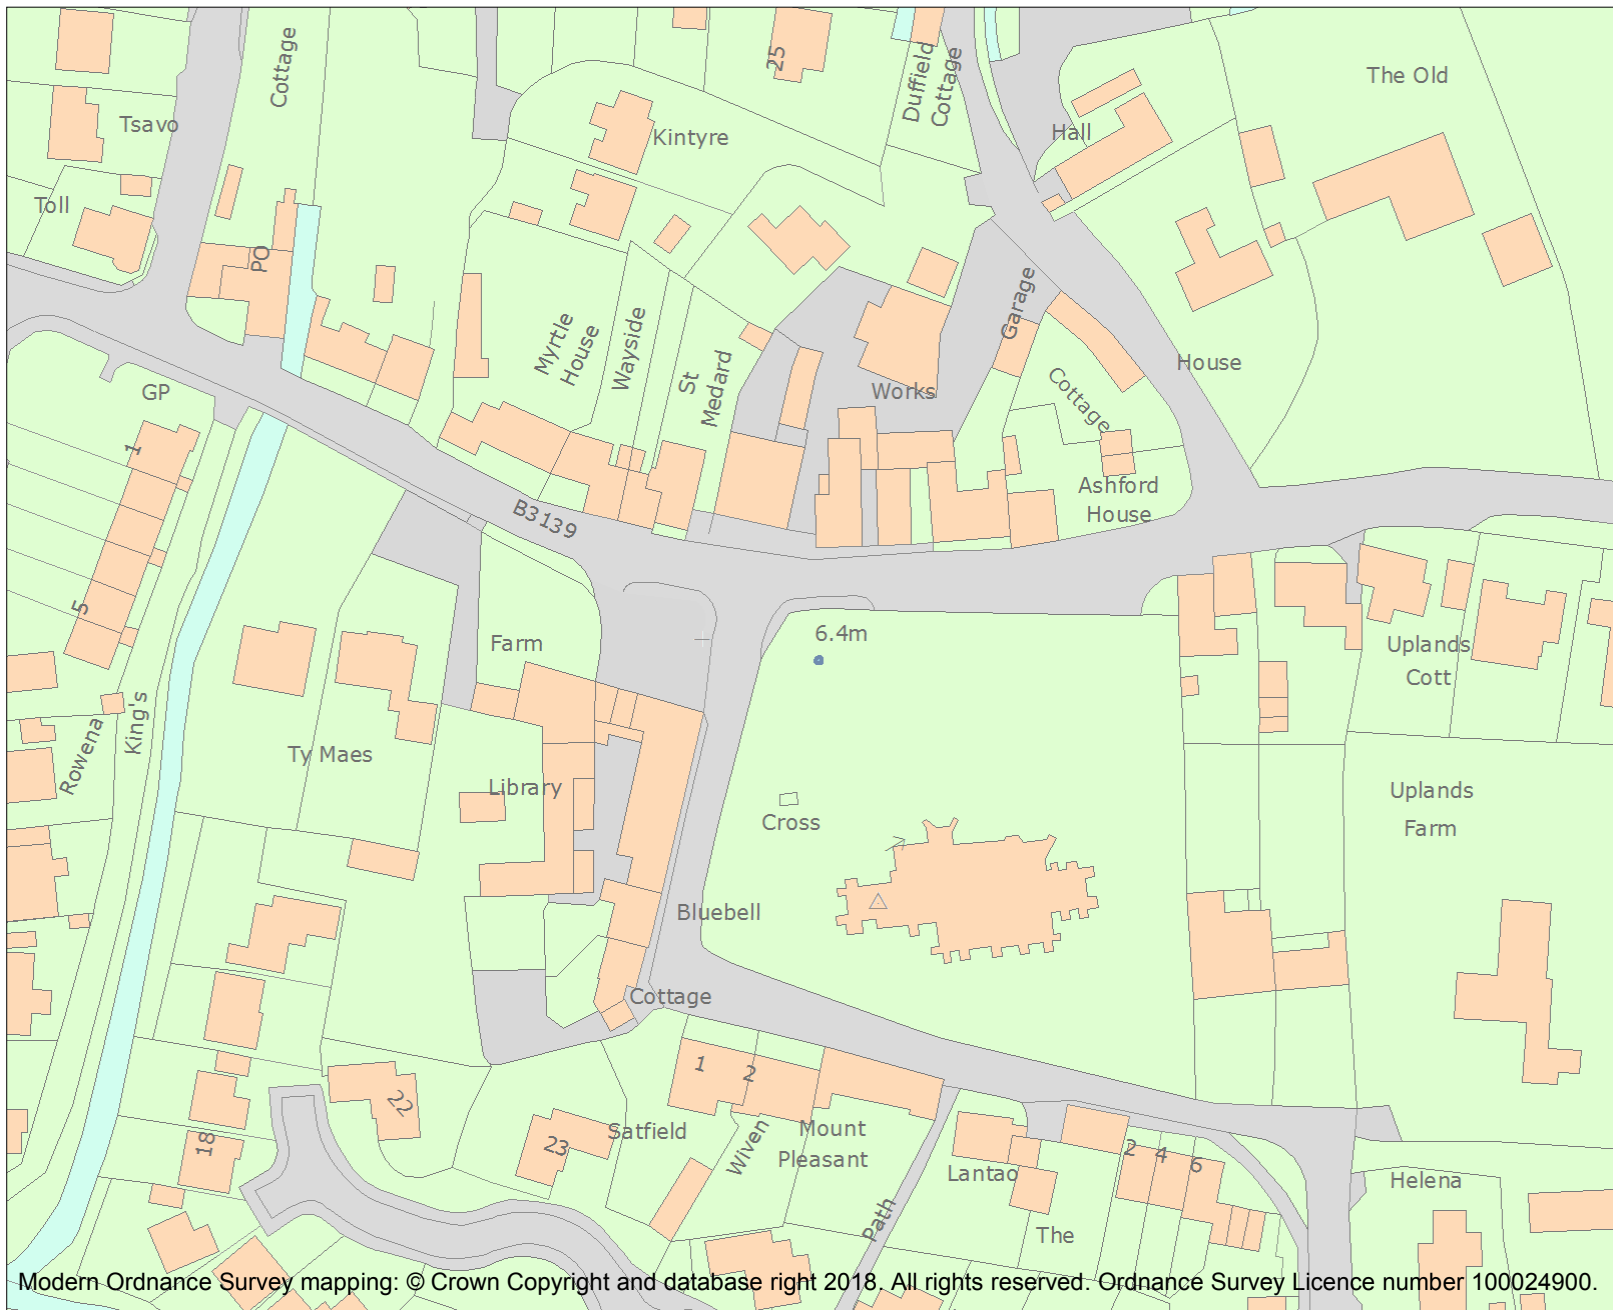 Cottage
25
Duffield
Cottage
The Old
Tsavo
Kintyre
Hall
Toll
PO
Garage
Myrtle
House
Wayside
St
Medard
House
GP
Works
Cottage
1
Ashford
House
B3139
5
Farm
6.4m
Uplands
Cott
King's
Rowena
Ty Maes
Library
Uplands
Farm
Cross
Bluebell
Cottage
1
2
22
18
23
Satfield
Wiven
Mount
Pleasant
2
4
6
Lantao
Helena
Path
The
Modern Ordnance Survey mapping: © Crown Copyright and database right 2018. All rights reserved. Ordnance Survey Licence number 100024900.